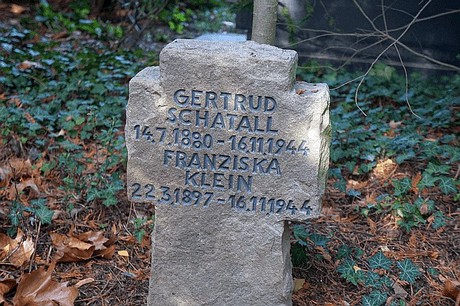 GERTRUD
SCHATALL
14.7.1880 - 16.11.1944
FRANZISKA
KLEIN
22.3.1897 - 16.11.1944